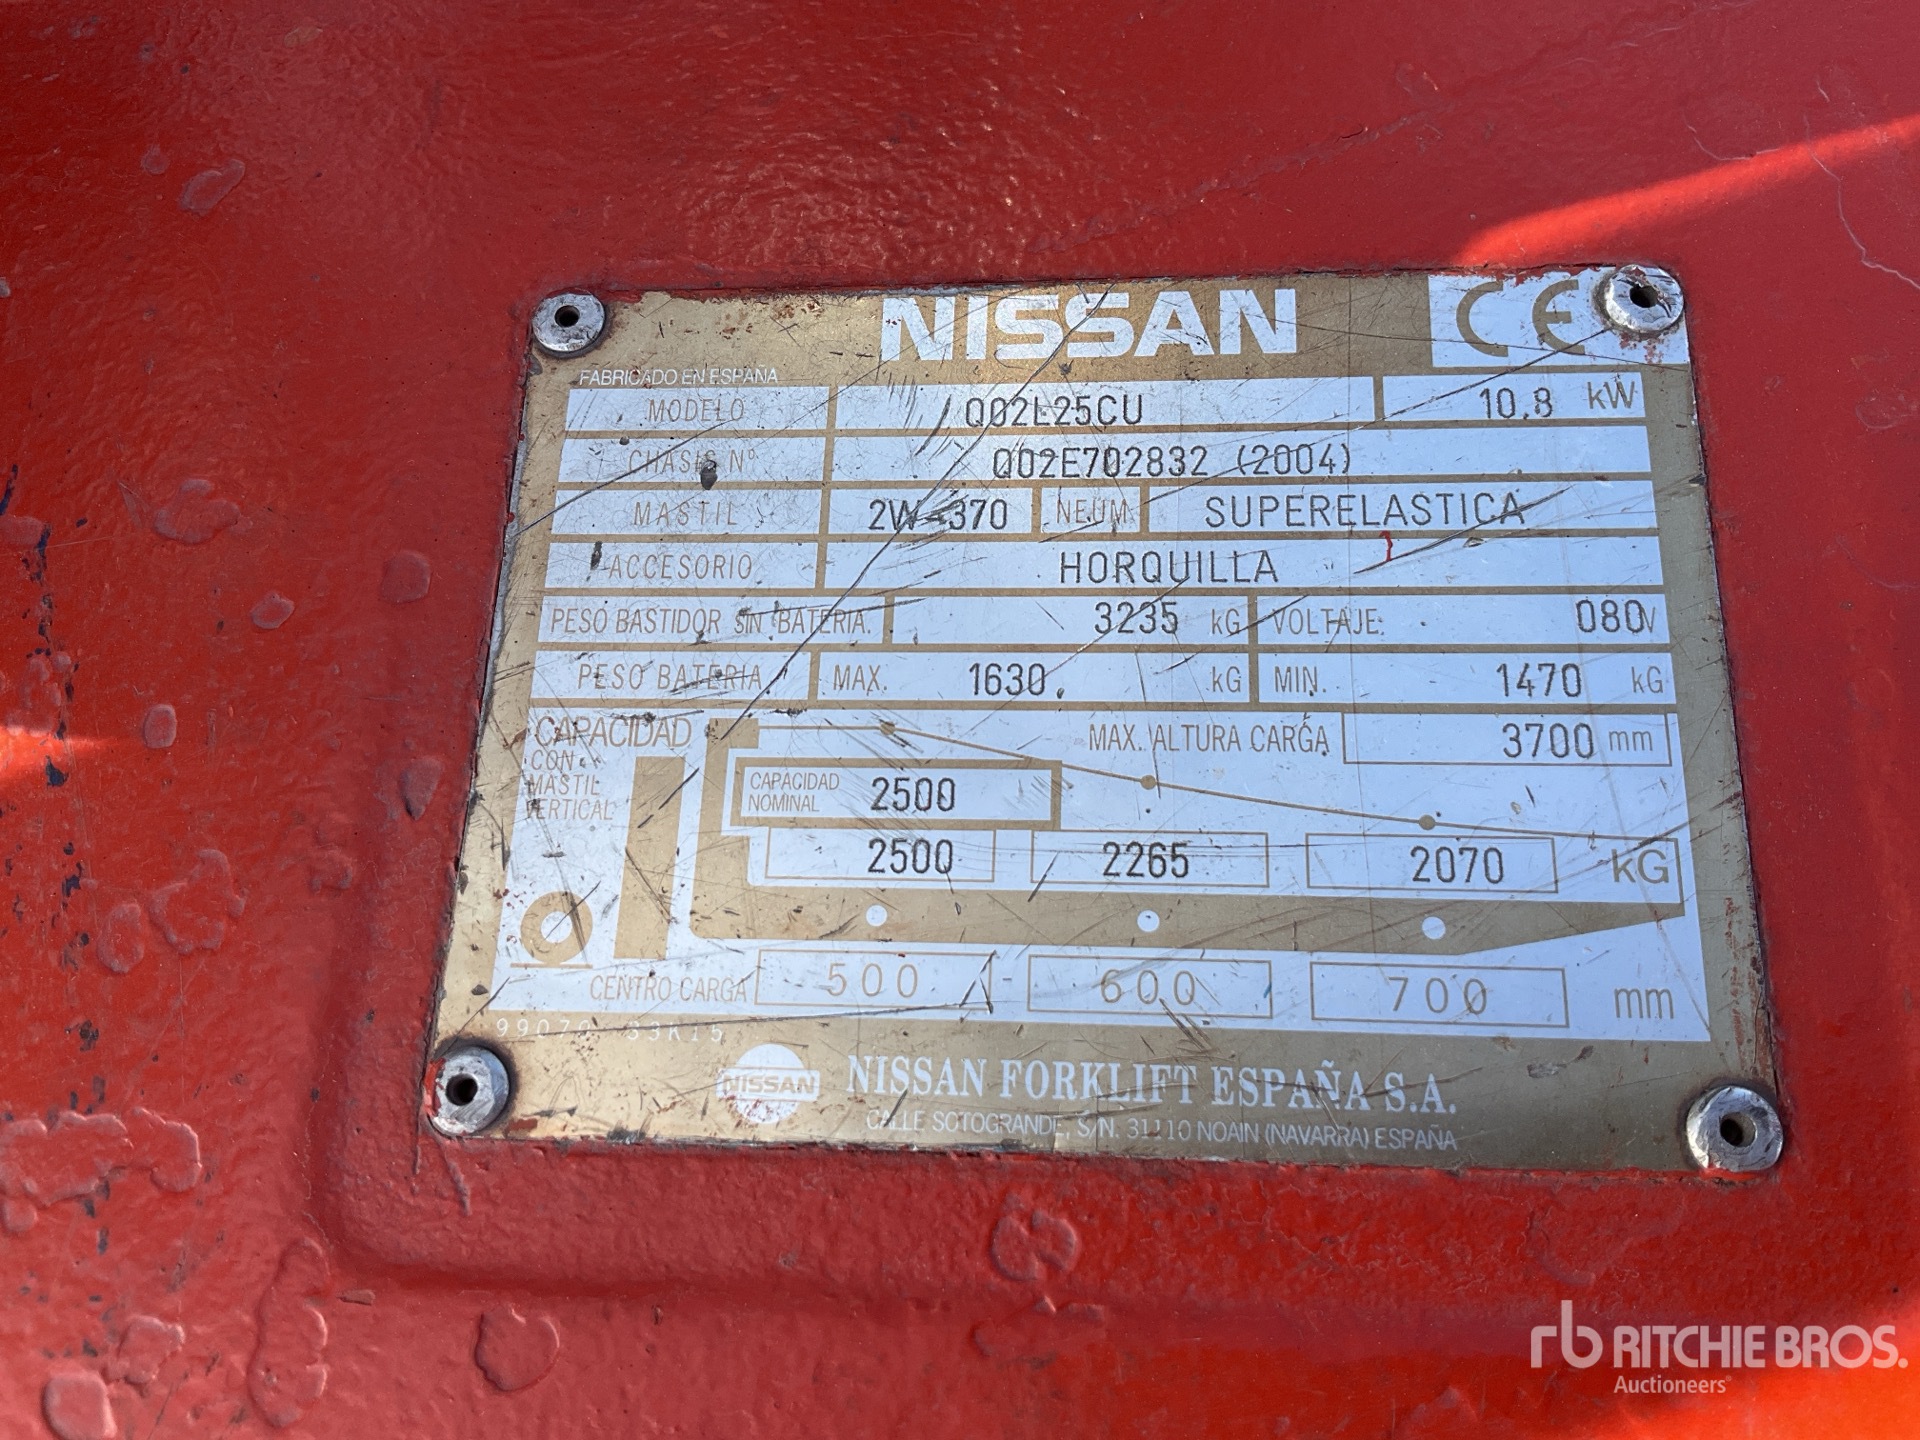 NISSAN CE
FABRICADO EN ESPAÑA
MODELO Q02L25CU 10.8 kW
CHASIS Nº Q02E702832 (2004)
MASTIL 2W-370 NEUM. SUPERELASTICA
ACCESORIO HORQUILLA
PESO BASTIDOR SIN BATERIA. 3235 kG VOLTAJE: 080V
PESO BATERIA. MAX. 1630. kG MIN. 1470 kG
CAPACIDAD
CON
MASTIL
VERTICAL
MAX. ALTURA CARGA 3700 mm
CAPACIDAD
NOMINAL
2500
2500 2265 2070 kG
CENTRO CARGA 500 - 600 700 mm
33K15
NISSAN NISSAN FORKLIFT ESPAÑA S.A.
CALLE SOTOGRANDE, S/N. 31110 NOAIN (NAVARRA) ESPAÑA
rb RITCHIE BROS.
Auctioneers